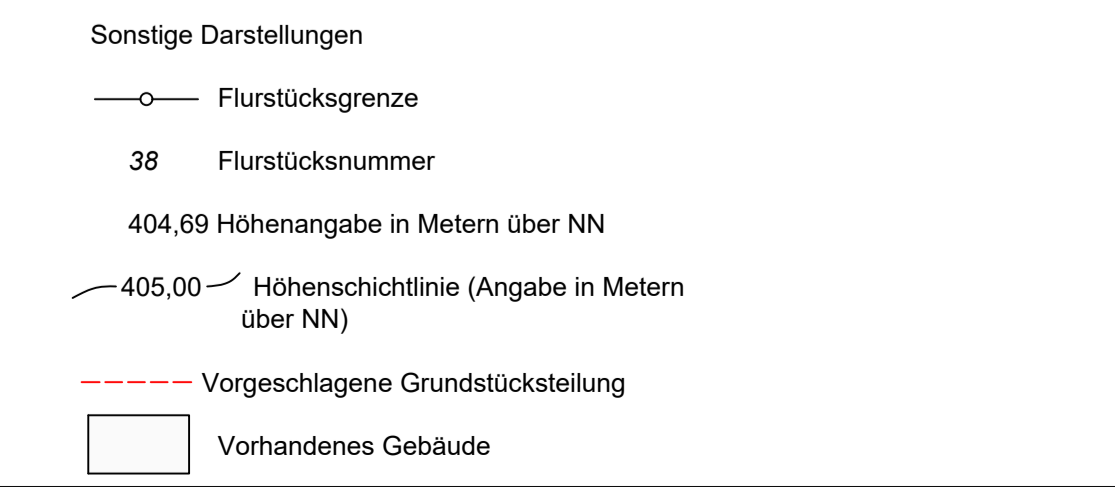 Sonstige Darstellungen
Flurstücksgrenze
38 Flurstücksnummer
404,69 Höhenangabe in Metern über NN
405,00 Höhenschichtlinie (Angabe in Metern
über NN)
Vorgeschlagene Grundstücksteilung
Vorhandenes Gebäude